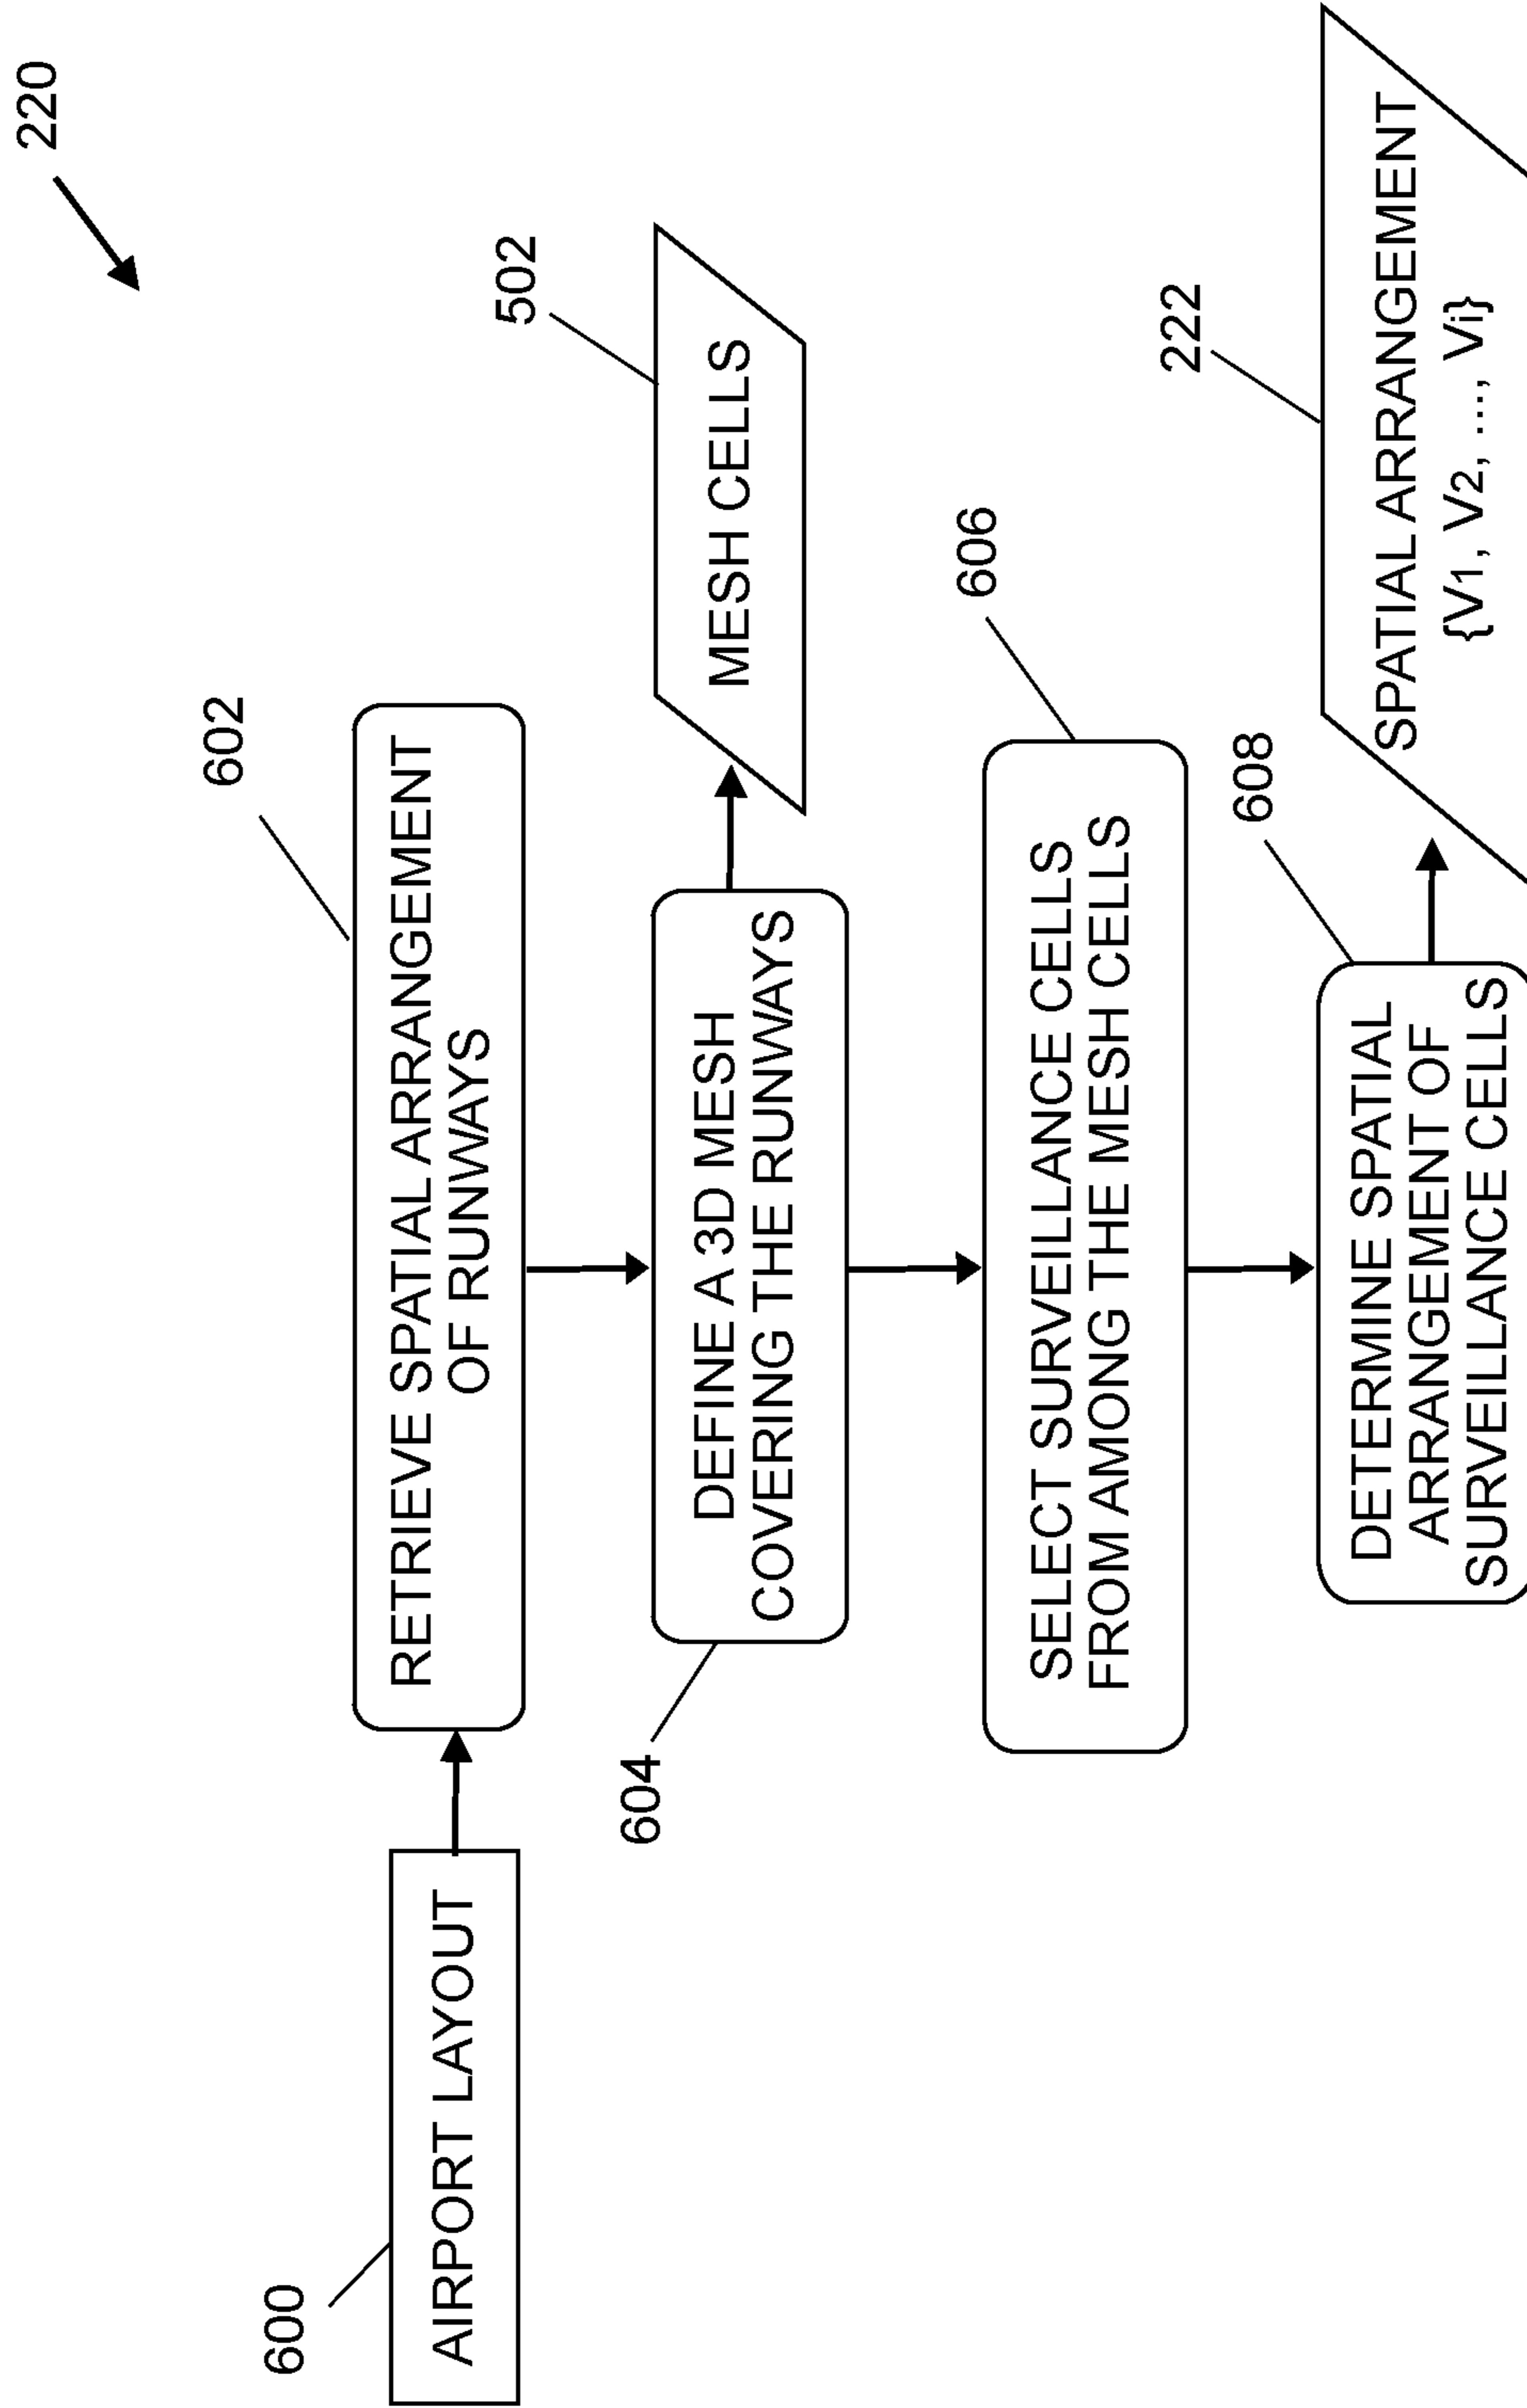 220
602
600
AIRPORT LAYOUT
RETRIEVE SPATIAL ARRANGEMENT
OF RUNWAYS
502
604
DEFINE A 3D MESH
COVERING THE RUNWAYS
MESH CELLS
606
SELECT SURVEILLANCE CELLS
FROM AMONG THE MESH CELLS
222
608
DETERMINE SPATIAL
ARRANGEMENT OF
SURVEILLANCE CELLS
SPATIAL ARRANGEMENT
{V1, V2, ..., Vi}